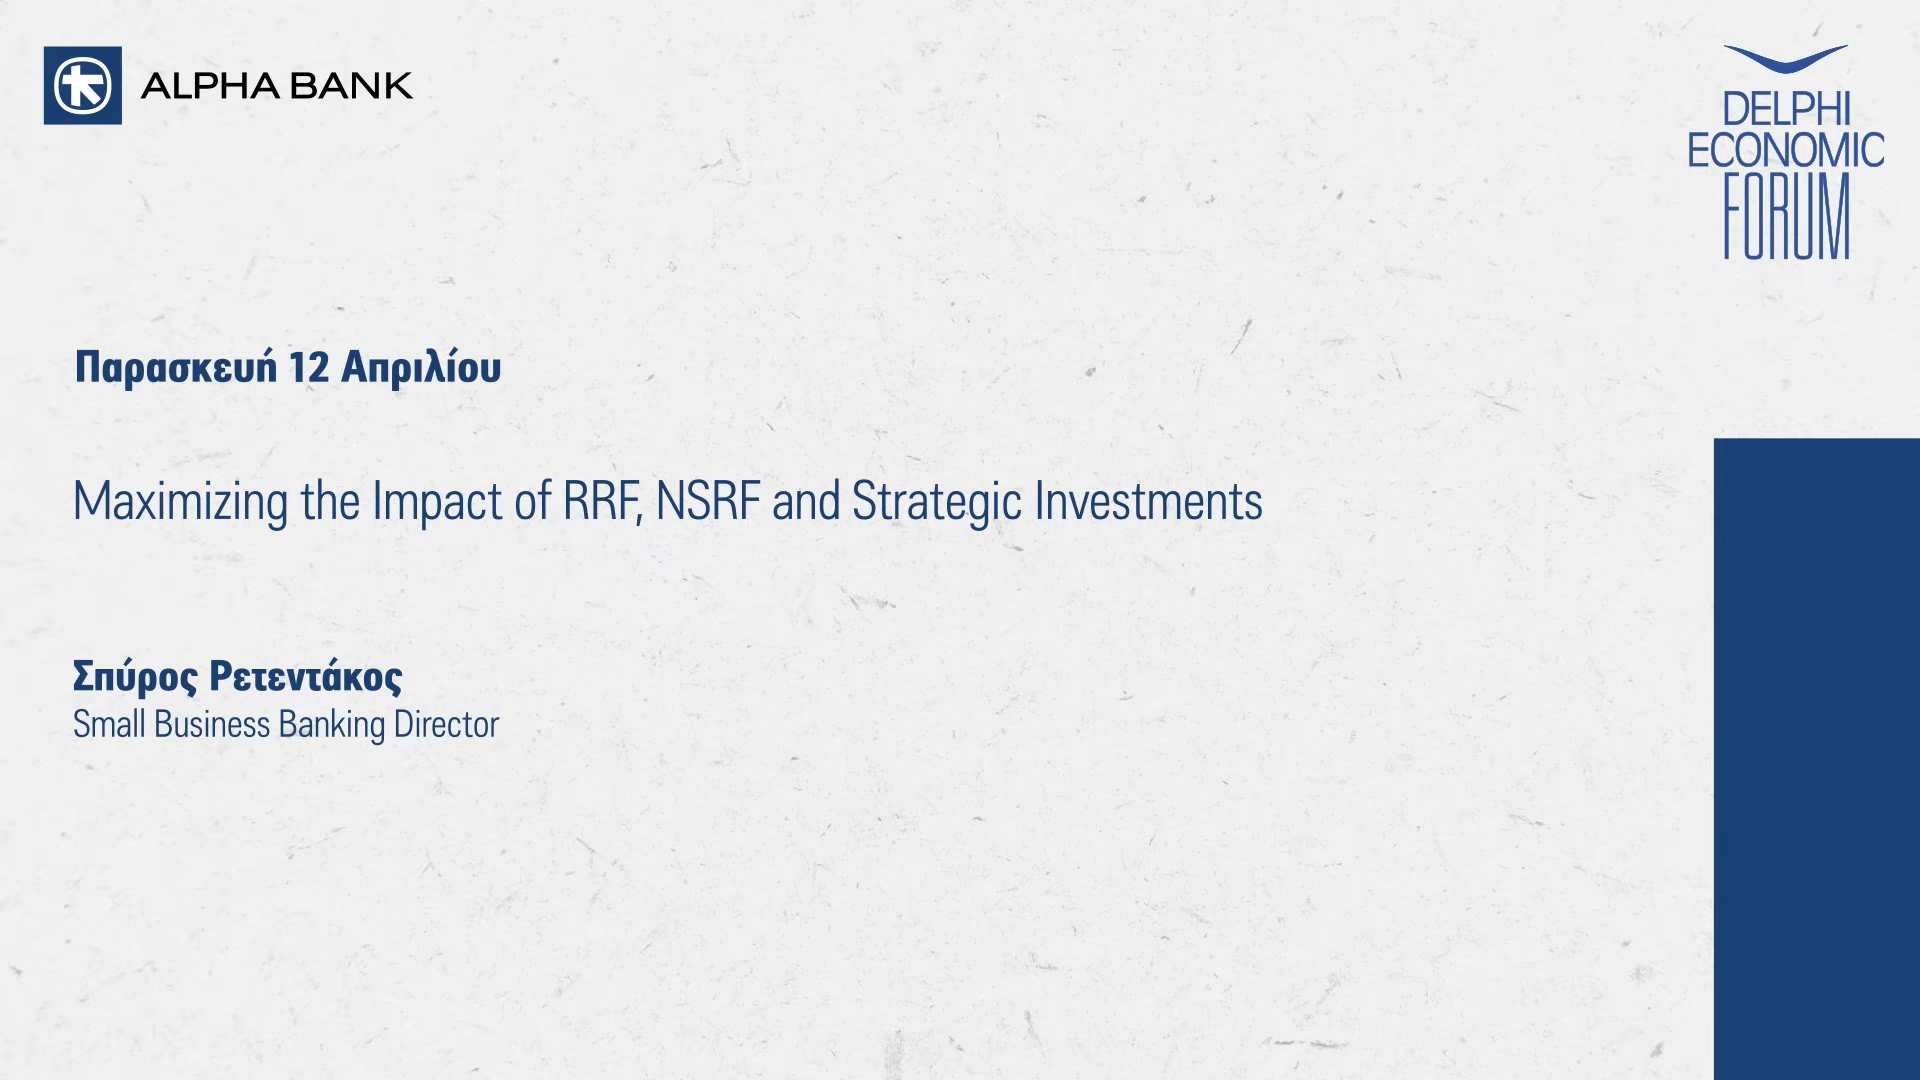 ALPHA BANK
DELPHI
ECONOMIC
FORUM
Παρασκευή 12 Απριλίου
Maximizing the Impact of RRF, NSRF and Strategic Investments
Σπύρος Ρετεντάκος
Small Business Banking Director